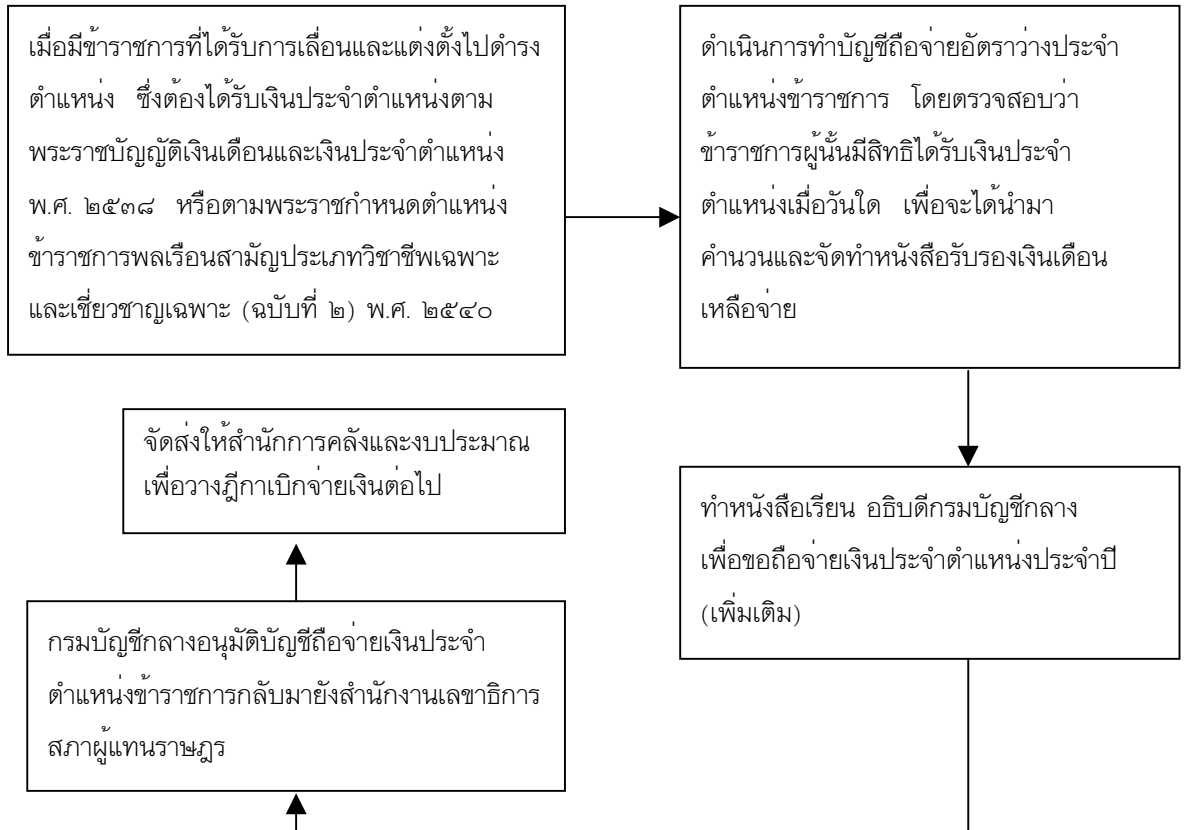 เมื่อมีข้าราชการที่ได้รับการเลื่อนและแต่งตั้งไปดำรง
ตำแหน่ง ซึ่งต้องได้รับเงินประจำตำแหน่งตาม
พระราชบัญญัติเงินเดือนและเงินประจำตำแหน่ง
พ.ศ. ๒๕๓๘ หรือตามพระราชกำหนดตำแหน่ง
ข้าราชการพลเรือนสามัญประเภทวิชาชีพเฉพาะ
และเชี่ยวชาญเฉพาะ (ฉบับที่ ๒) พ.ศ. ๒๕๔๐
ดำเนินการทำบัญชีถือจ่ายอัตราว่างประจำ
ตำแหน่งข้าราชการ โดยตรวจสอบว่า
ข้าราชการผู้นั้นมีสิทธิได้รับเงินประจำ
ตำแหน่งเมื่อวันใด เพื่อจะได้นำมา
คำนวนและจัดทำหนังสือรับรองเงินเดือน
เหลือจ่าย
ทำหนังสือเรียน อธิบดีกรมบัญชีกลาง
เพื่อขอถือจ่ายเงินประจำตำแหน่งประจำปี
(เพิ่มเติม)
กรมบัญชีกลางอนุมัติบัญชีถือจ่ายเงินประจำ
ตำแหน่งข้าราชการกลับมายังสำนักงานเลขาธิการ
สภาผู้แทนราษฎร
จัดส่งให้สำนักการคลังและงบประมาณ
เพื่อวางฎีกาเบิกจ่ายเงินต่อไป